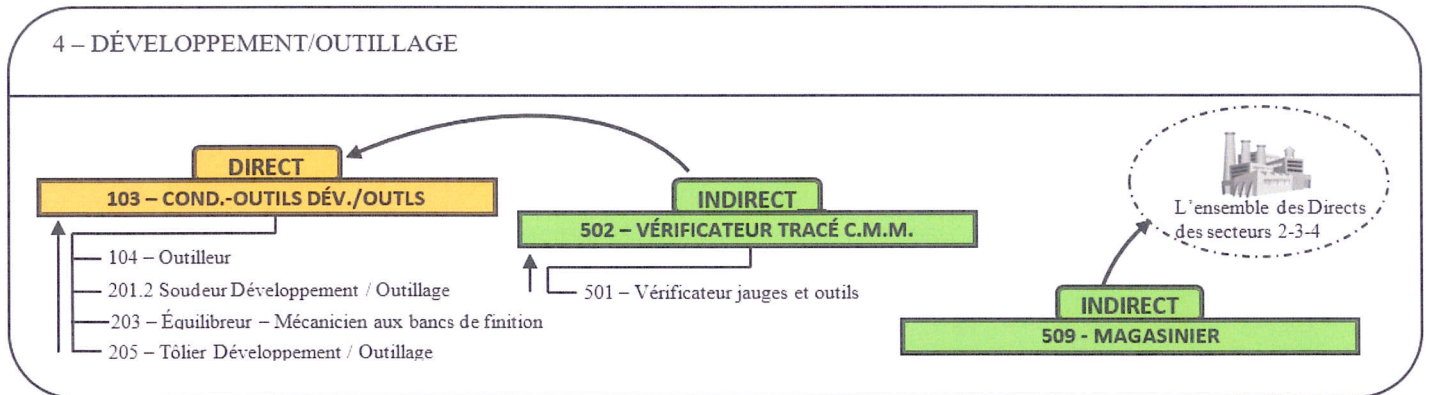 4 – DÉVELOPPEMENT/OUTILLAGE
DIRECT
103 – COND.-OUTILS DÉV./OUTLS
104 – Outilleur
201.2 Soudeur Développement / Outillage
203 – Équilibreur – Mécanicien aux bancs de finition
205 – Tôlier Développement / Outillage
INDIRECT
502 – VÉRIFICATEUR TRACÉ C.M.M.
501 – Vérificateur jauges et outils
L'ensemble des Directs
des secteurs 2-3-4
INDIRECT
509 - MAGASINIER